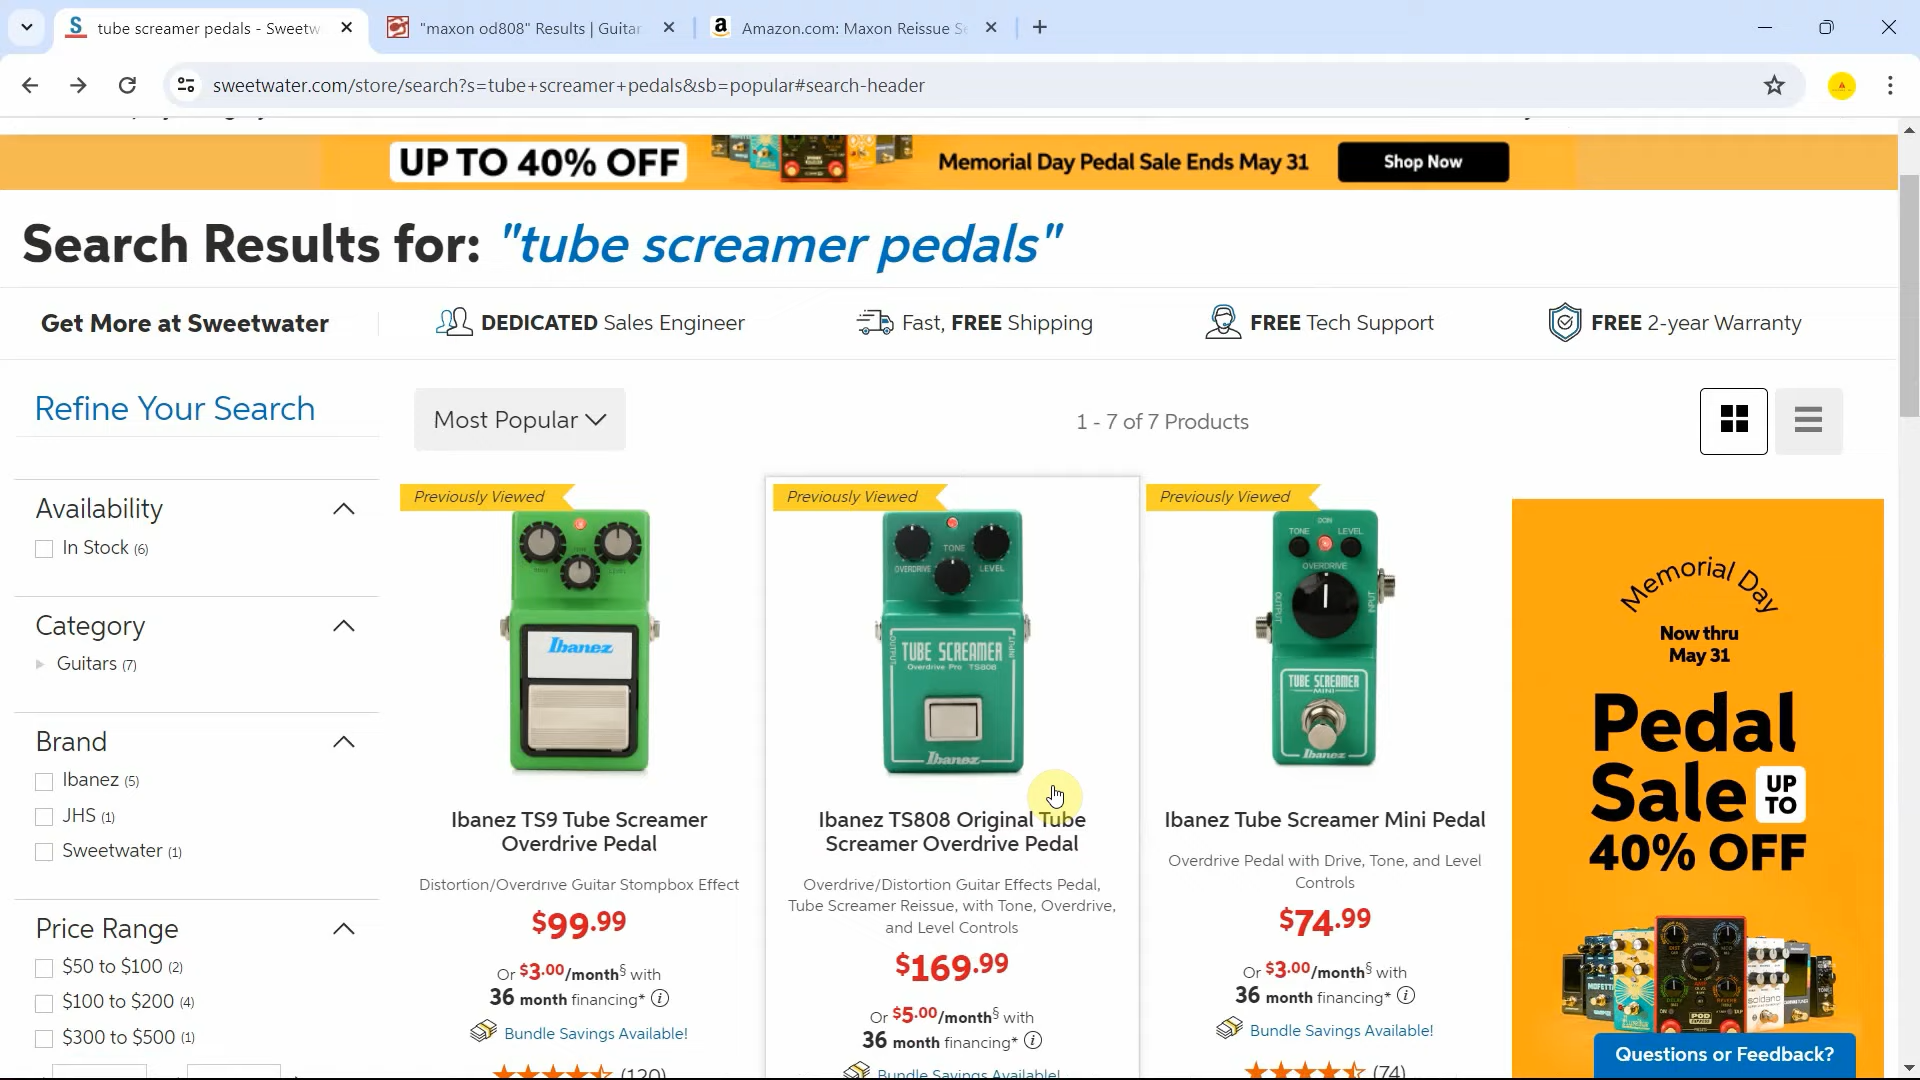 tube screamer pedals - Sweetw
"maxon od808" Results | Guitar
Amazon.com: Maxon Reissue Se
sweetwater.com/store/search?s=tube+screamer+pedals&sb=popular#search-header
UP TO 40% OFF
Memorial Day Pedal Sale Ends May 31
Shop Now
Search Results for: "tube screamer pedals"
Get More at Sweetwater
DEDICATED Sales Engineer
Fast, FREE Shipping
FREE Tech Support
FREE 2-year Warranty
Refine Your Search
Most Popular
1 - 7 of 7 Products
Availability
In Stock (6)
Category
Guitars (7)
Brand
Ibanez (5)
JHS (1)
Sweetwater (1)
Price Range
$50 to $100 (2)
$100 to $200 (4)
$300 to $500 (1)
Previously Viewed
Ibanez
Ibanez TS9 Tube Screamer
Overdrive Pedal
Distortion/Overdrive Guitar Stompbox Effect
$99.99
Or $3.00/month§ with
36 month financing*
Bundle Savings Available!
(120)
Previously Viewed
TONE
OVERDRIVE
LEVEL
OUTPUT
INPUT
TUBE SCREAMER
Overdrive Pro TS808
Ibanez
Ibanez TS808 Original Tube
Screamer Overdrive Pedal
Overdrive/Distortion Guitar Effects Pedal,
Tube Screamer Reissue, with Tone, Overdrive,
and Level Controls
$169.99
Or $5.00/month§ with
36 month financing*
Bundle Savings Available!
Previously Viewed
TONE
LEVEL
OVERDRIVE
OUTPUT
INPUT
TUBE SCREAMER
MINI
Ibanez
Ibanez Tube Screamer Mini Pedal
Overdrive Pedal with Drive, Tone, and Level
Controls
$74.99
Or $3.00/month§ with
36 month financing*
Bundle Savings Available!
(74)
Memorial Day
Now thru
May 31
Pedal
Sale UP TO
40% OFF
Questions or Feedback?